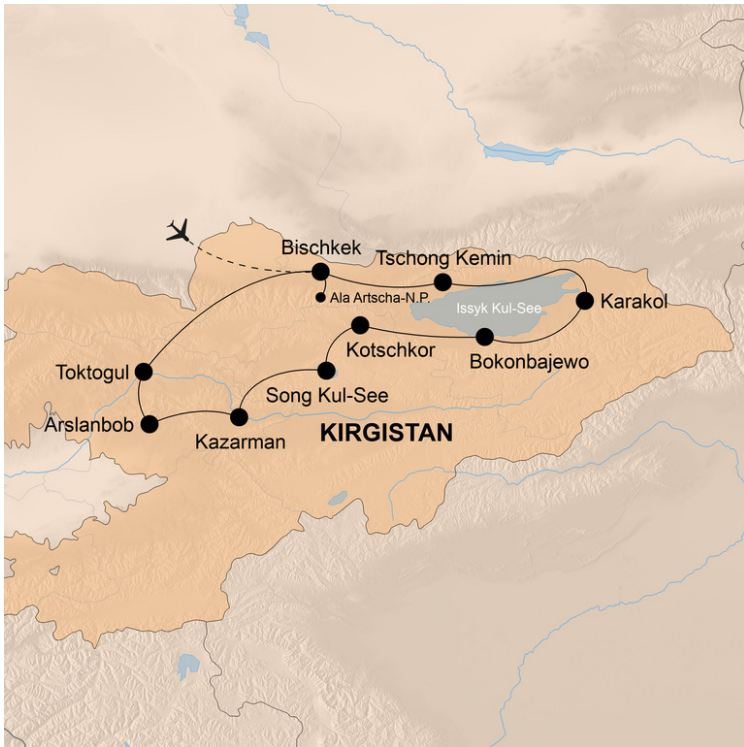 Bischkek
Tschong Kemin
Ala Artscha-N.P.
Issyk Kul-See
Karakol
Kotschkor
Bokonbajewo
Toktogul
Song Kul-See
Arslanbob
Kazarman
KIRGISTAN